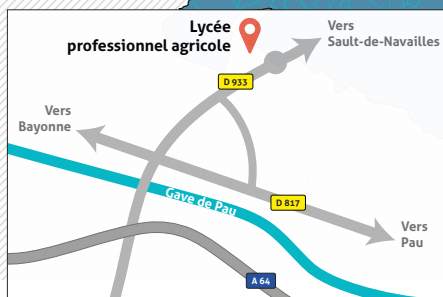 Lycée
professionnel agricole
Vers
Sault-de-Navailles
D 933
Vers
Bayonne
Gave de Pau
D 817
Vers
Pau
A 64